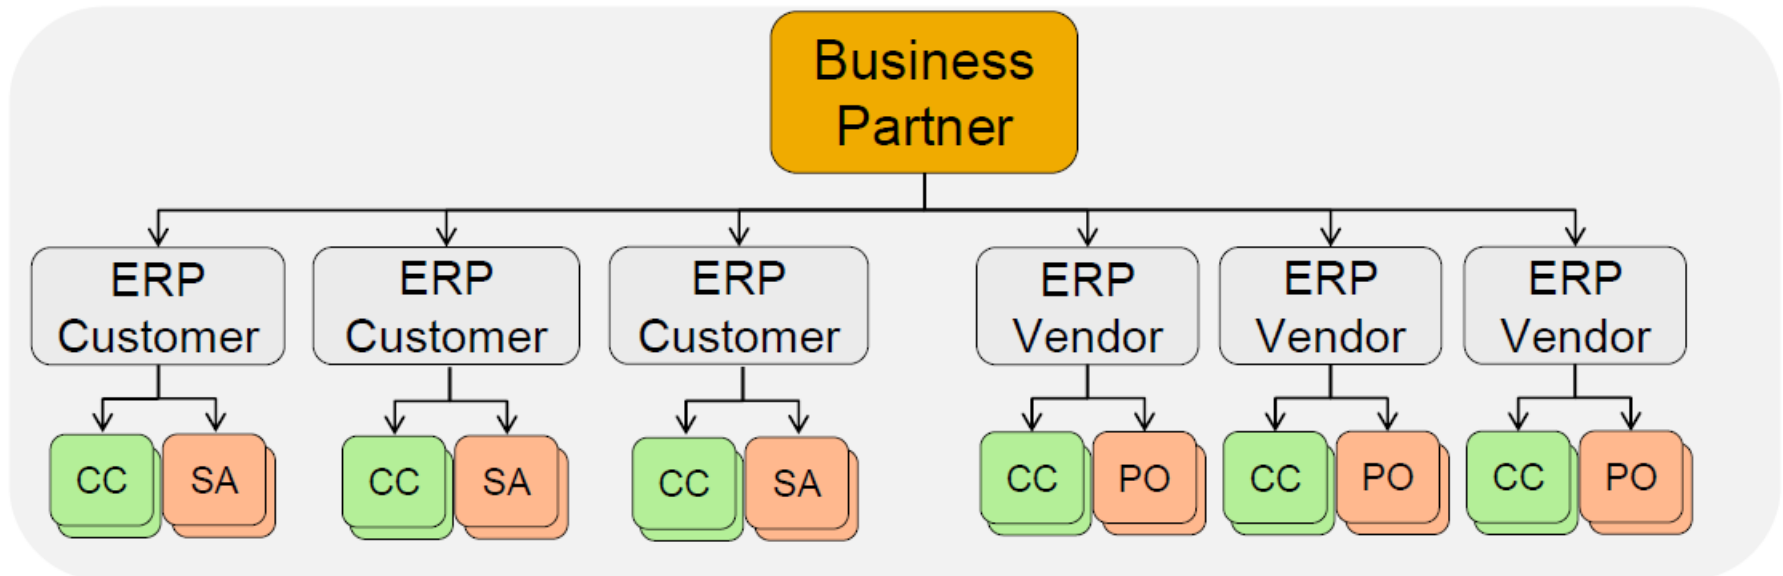 Business
Partner
ERP
Customer
ERP
Customer
ERP
Customer
ERP
Vendor
ERP
Vendor
ERP
Vendor
CC
SA
CC
SA
CC
SA
CC
PO
CC
PO
CC
PO